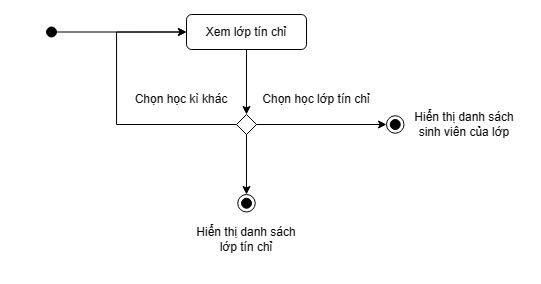 Xem lớp tín chỉ
Chọn học kì khác
Chọn học lớp tín chỉ
Hiển thị danh sách
sinh viên của lớp
Hiển thị danh sách
lớp tín chỉ